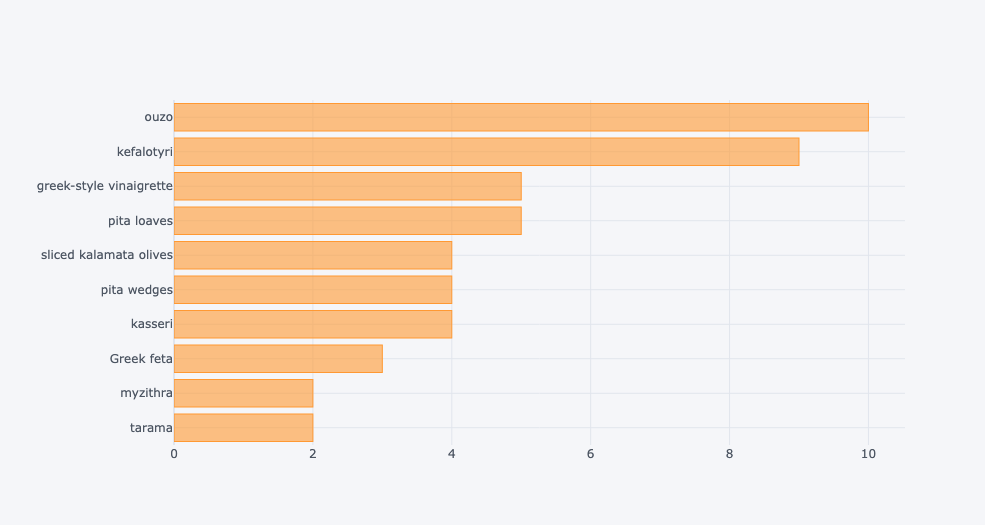 ouzo
kefalotyri
greek-style vinaigrette
pita loaves
sliced kalamata olives
pita wedges
kasseri
Greek feta
myzithra
tarama
0 2 4 6 8 10